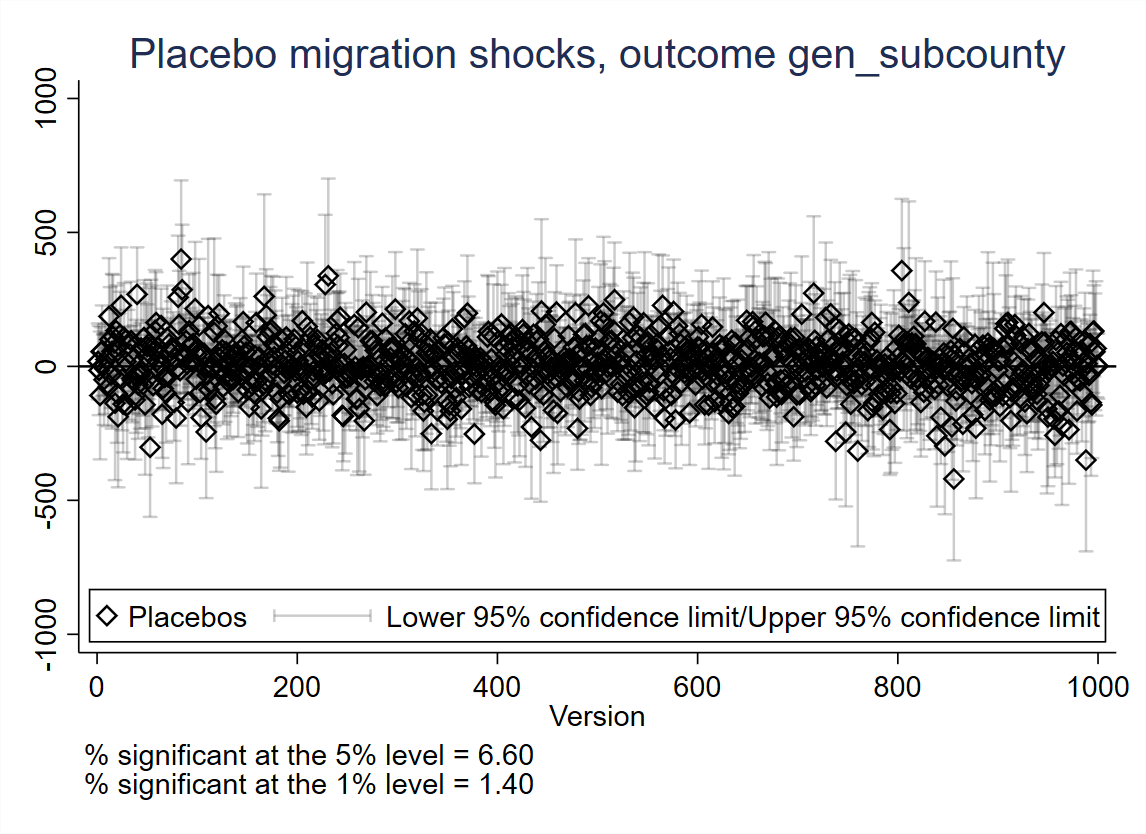 Placebo migration shocks, outcome gen_subcounty
1000
500
0
-500
-1000
Placebos
Lower 95% confidence limit/Upper 95% confidence limit
0 200 400 600 800 1000
Version
% significant at the 5% level = 6.60
% significant at the 1% level = 1.40